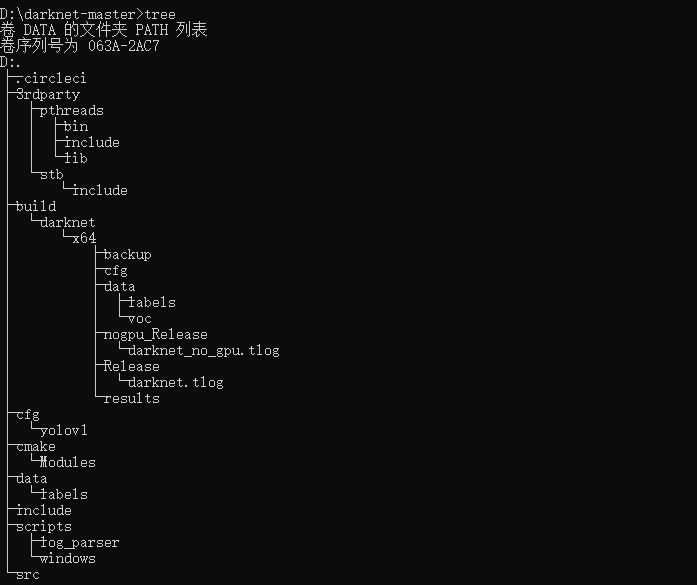 D:\darknet-master>tree
卷 DATA 的文件夹 PATH 列表
卷序列号为 063A-2AC7
D:.
├─.circleci
├─3rdparty
│  ├─pthreads
│  │  ├─bin
│  │  ├─include
│  │  └─lib
│  └─stb
│      └─include
├─build
│  └─darknet
│      └─x64
│          ├─backup
│          ├─cfg
│          ├─data
│          │  ├─labels
│          │  └─voc
│          ├─nogpu_Release
│          │  └─darknet_no_gpu.tlog
│          ├─Release
│          │  └─darknet.tlog
│          └─results
├─cfg
│  └─yolov1
├─cmake
│  └─Modules
├─data
│  └─labels
├─include
├─scripts
│  ├─log_parser
│  └─windows
└─src